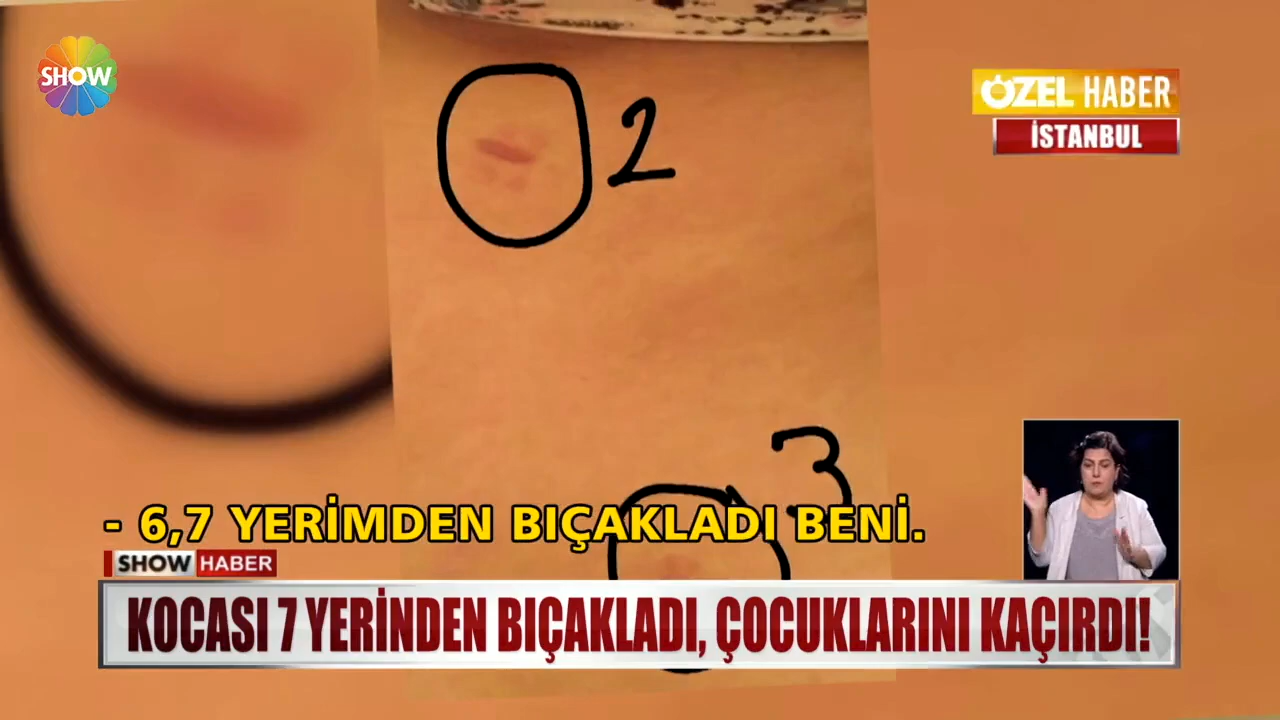 SHOW
ÖZEL HABER
İSTANBUL
2
3
- 6,7 YERİMDEN BIÇAKLADI BENİ.
SHOW HABER
KOCASI 7 YERİNDEN BIÇAKLADI, ÇOCUKLARINI KAÇIRDI!